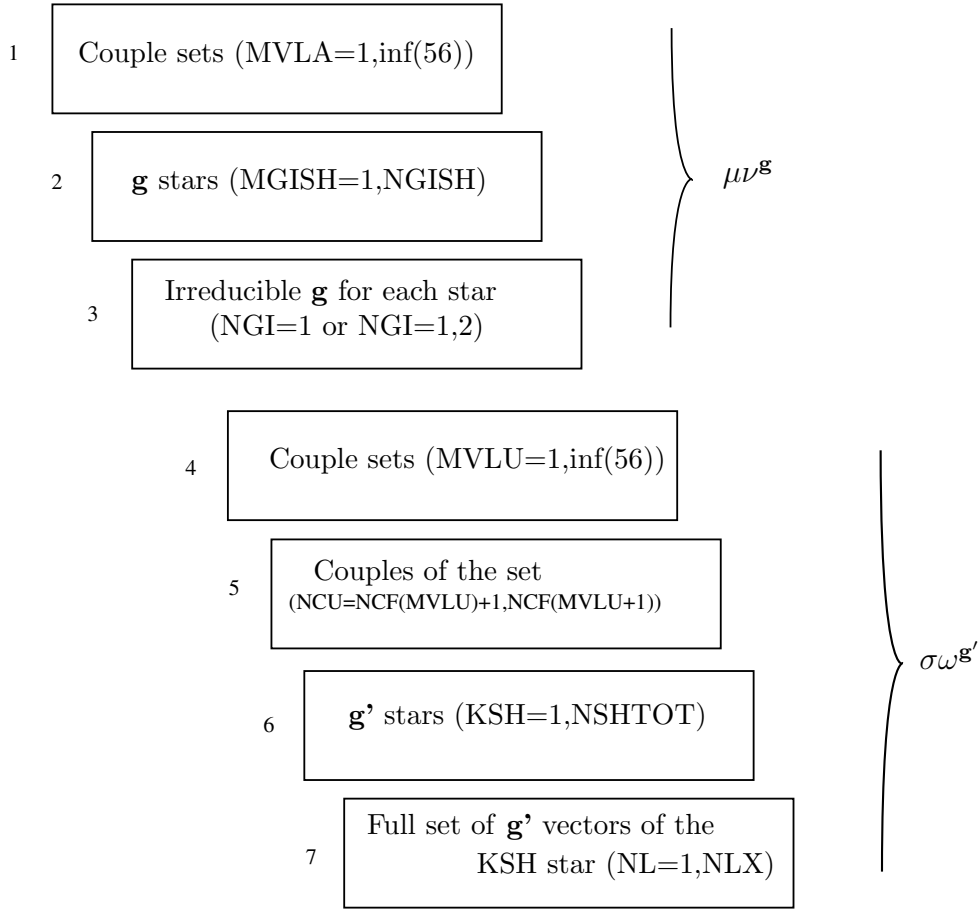 1
Couple sets (MVLA=1,inf(56))
2
g stars (MGISH=1,NGISH)
μν^g
3
Irreducible g for each star
(NGI=1 or NGI=1,2)
4
Couple sets (MVLU=1,inf(56))
5
Couples of the set
(NCU=NCF(MVLU)+1,NCF(MVLU+1))
6
g’ stars (KSH=1,NSHTOT)
σω^g′
7
Full set of g’ vectors of the
KSH star (NL=1,NLX)